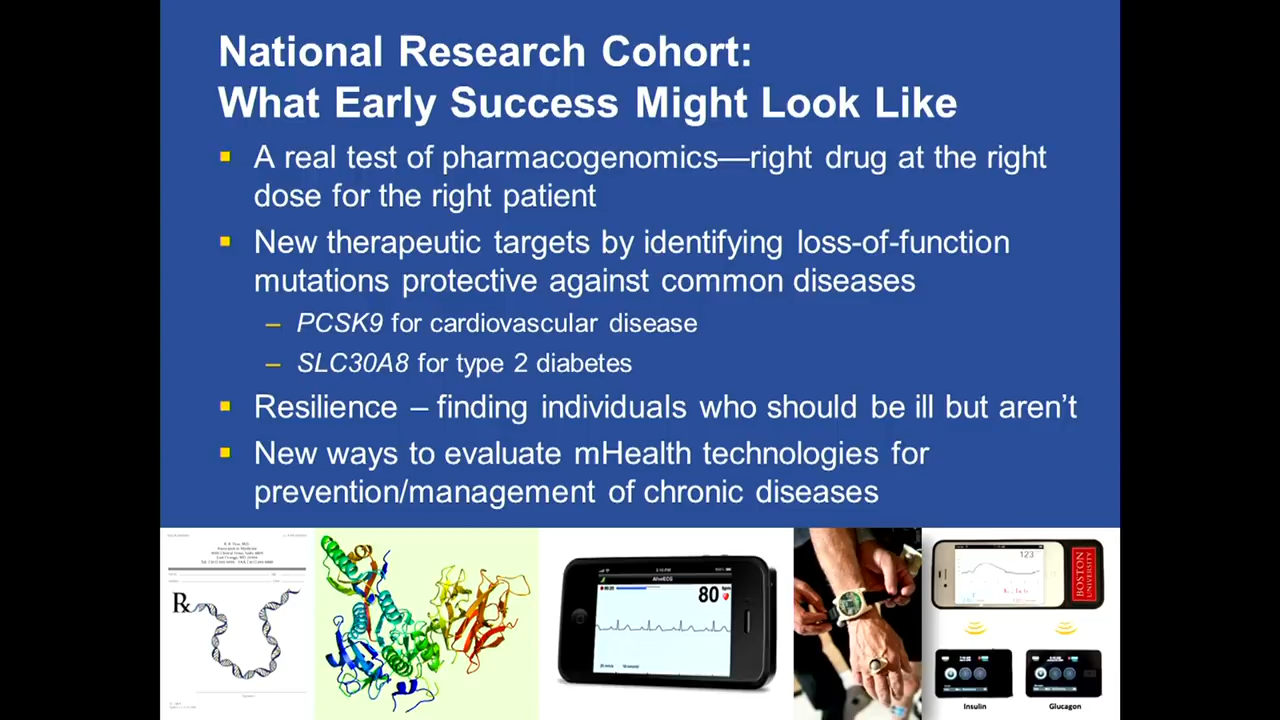 National Research Cohort:
What Early Success Might Look Like
▪ A real test of pharmacogenomics—right drug at the right
dose for the right patient
▪ New therapeutic targets by identifying loss-of-function
mutations protective against common diseases
– PCSK9 for cardiovascular disease
– SLC30A8 for type 2 diabetes
▪ Resilience – finding individuals who should be ill but aren't
▪ New ways to evaluate mHealth technologies for
prevention/management of chronic diseases
Rx
AliveECG
80
123
BOSTON
UNIVERSITY
Insulin
Glucagon